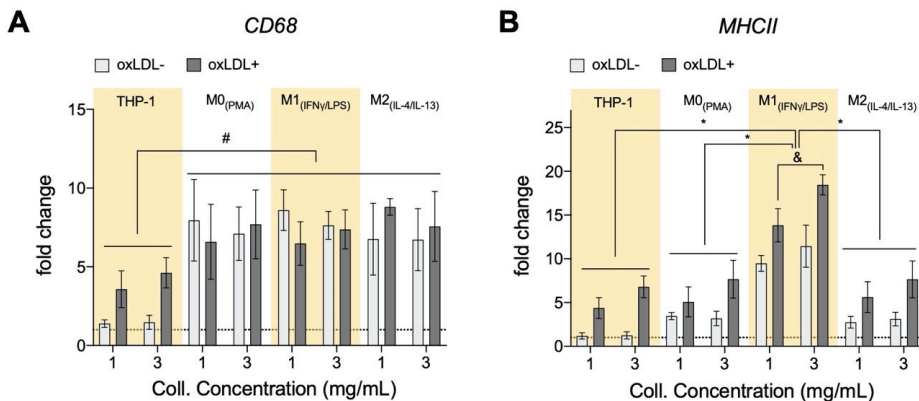 A
CD68
oxLDL- oxLDL+
THP-1 M0(PMA) M1(IFNγ/LPS) M2(IL-4/IL-13)
#
15
10
5
0
fold change
1 3 1 3 1 3 1 3
Coll. Concentration (mg/mL)
B
MHCII
oxLDL- oxLDL+
THP-1 M0(PMA) M1(IFNγ/LPS) M2(IL-4/IL-13)
* *
*
&
25
20
15
10
5
0
fold change
1 3 1 3 1 3 1 3
Coll. Concentration (mg/mL)